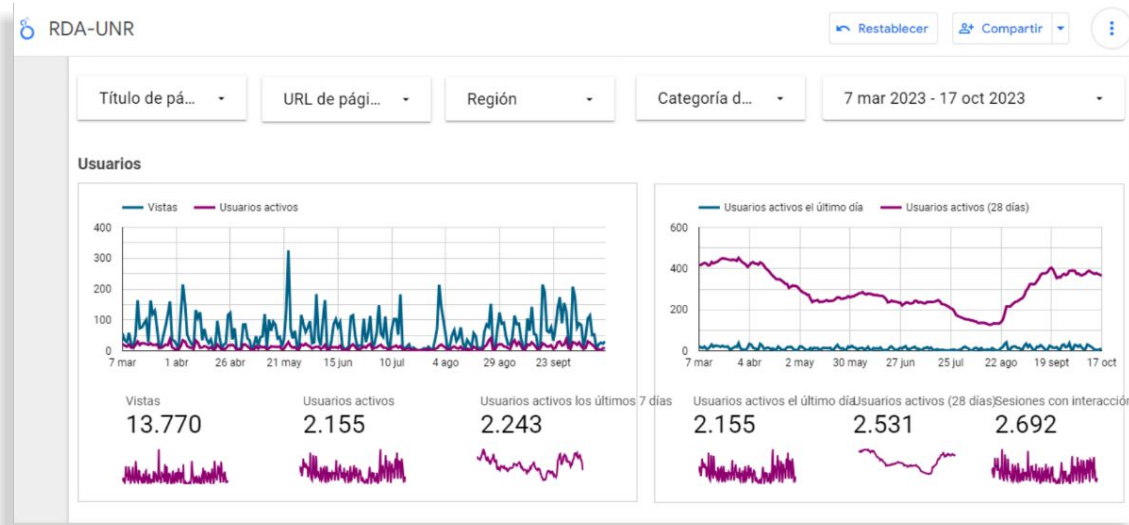 RDA-UNR
Restablecer
Compartir
Título de pá...
URL de pági...
Región
Categoría d...
7 mar 2023 - 17 oct 2023
Usuarios
Vistas
Usuarios activos
400
300
200
100
0
7 mar
1 abr
26 abr
21 may
15 jun
10 jul
4 ago
29 ago
23 sept
Vistas
13.770
Usuarios activos
2.155
Usuarios activos los últimos 7 días
2.243
Usuarios activos el último día
Usuarios activos (28 días)
600
400
200
0
7 mar
4 abr
2 may
30 may
27 jun
25 jul
22 ago
19 sept
17 oct
Usuarios activos el último día
2.155
Usuarios activos (28 días)
2.531
Sesiones con interacción
2.692